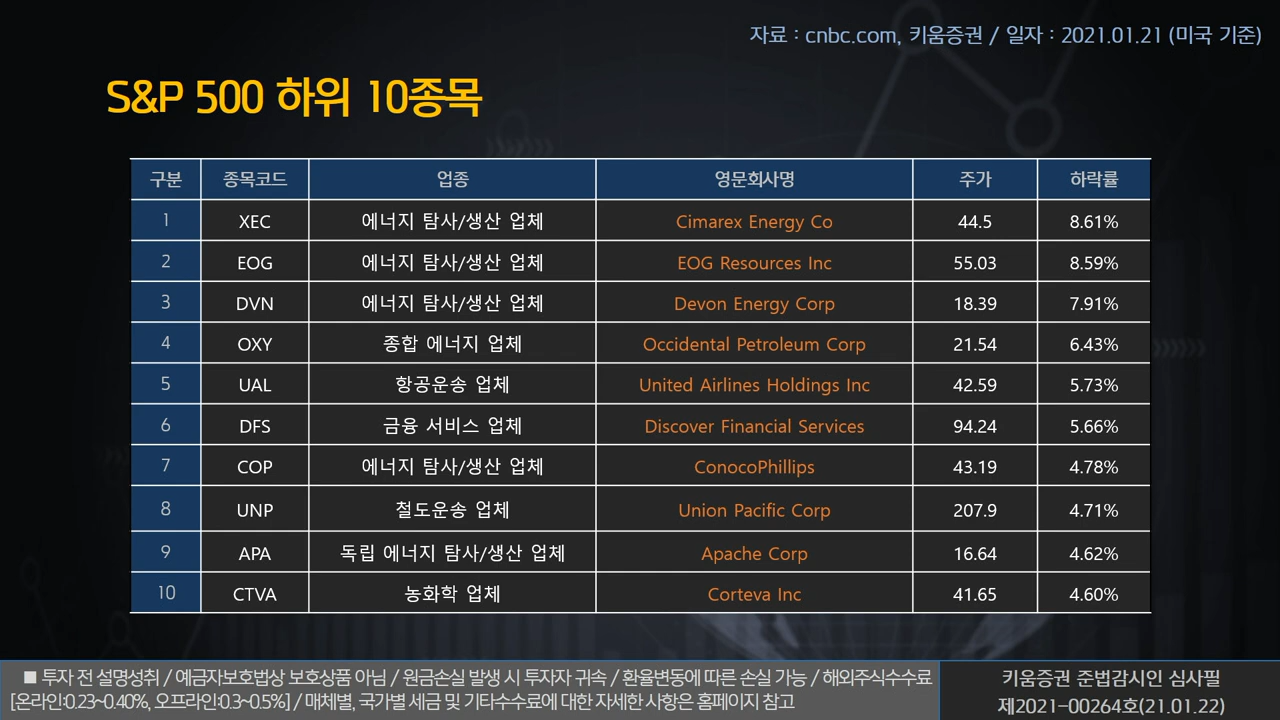 자료 : cnbc.com, 키움증권 / 일자 : 2021.01.21 (미국 기준)
S&P 500 하위 10종목
구분 종목코드 업종 영문회사명 주가 하락률
1 XEC 에너지 탐사/생산 업체 Cimarex Energy Co 44.5 8.61%
2 EOG 에너지 탐사/생산 업체 EOG Resources Inc 55.03 8.59%
3 DVN 에너지 탐사/생산 업체 Devon Energy Corp 18.39 7.91%
4 OXY 종합 에너지 업체 Occidental Petroleum Corp 21.54 6.43%
5 UAL 항공운송 업체 United Airlines Holdings Inc 42.59 5.73%
6 DFS 금융 서비스 업체 Discover Financial Services 94.24 5.66%
7 COP 에너지 탐사/생산 업체 ConocoPhillips 43.19 4.78%
8 UNP 철도운송 업체 Union Pacific Corp 207.9 4.71%
9 APA 독립 에너지 탐사/생산 업체 Apache Corp 16.64 4.62%
10 CTVA 농화학 업체 Corteva Inc 41.65 4.60%
■ 투자 전 설명성취 / 예금자보호법상 보호상품 아님 / 원금손실 발생 시 투자자 귀속 / 환율변동에 따른 손실 가능 / 해외주식수수료
[온라인:0.23~0.40%, 오프라인:0.3~0.5%] / 매체별, 국가별 세금 및 기타수수료에 대한 자세한 사항은 홈페이지 참고
키움증권 준법감시인 심사필
제2021-00264호(21.01.22)